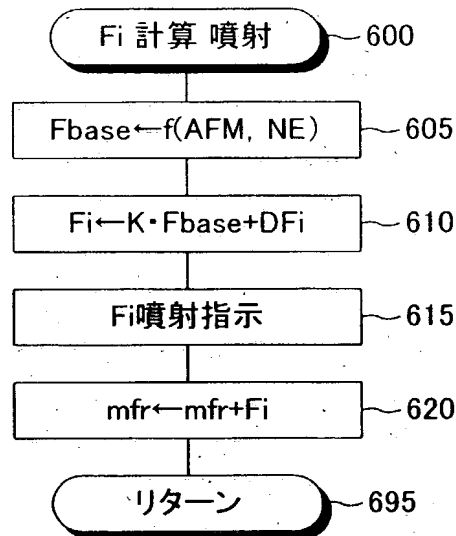 Fi 計算 噴射
600
Fbase←f(AFM, NE)
605
Fi←K・Fbase+DFi
610
Fi噴射指示
615
mfr←mfr+Fi
620
リターン
695